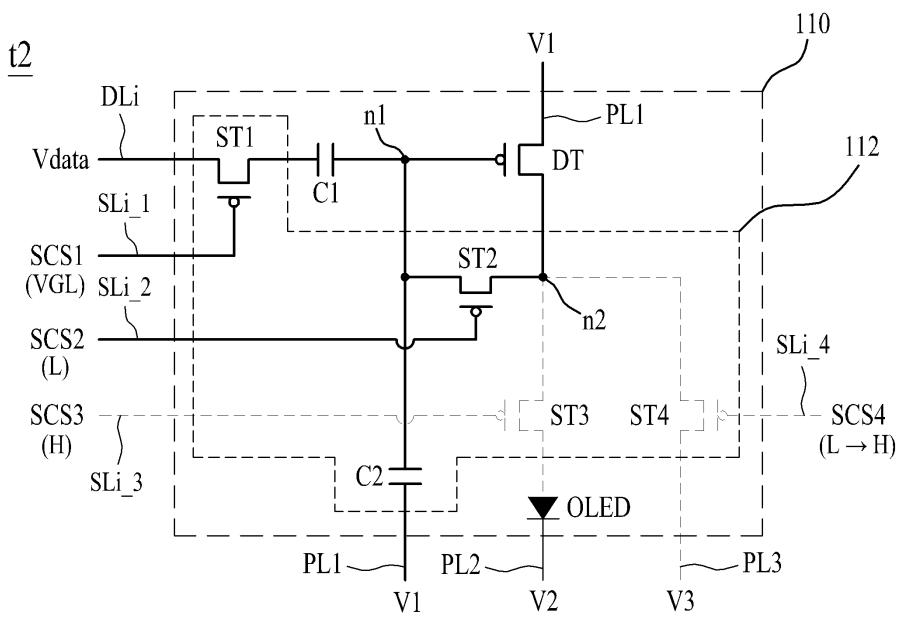 t2
V1
110
DLi
n1
PL1
ST1
Vdata
DT
112
C1
SLi_1
SCS1
(VGL)
ST2
SLi_2
n2
SCS2
(L)
SLi_4
SCS3
(H)
ST3
ST4
SCS4
(L → H)
SLi_3
C2
OLED
PL1
PL2
PL3
V1
V2
V3